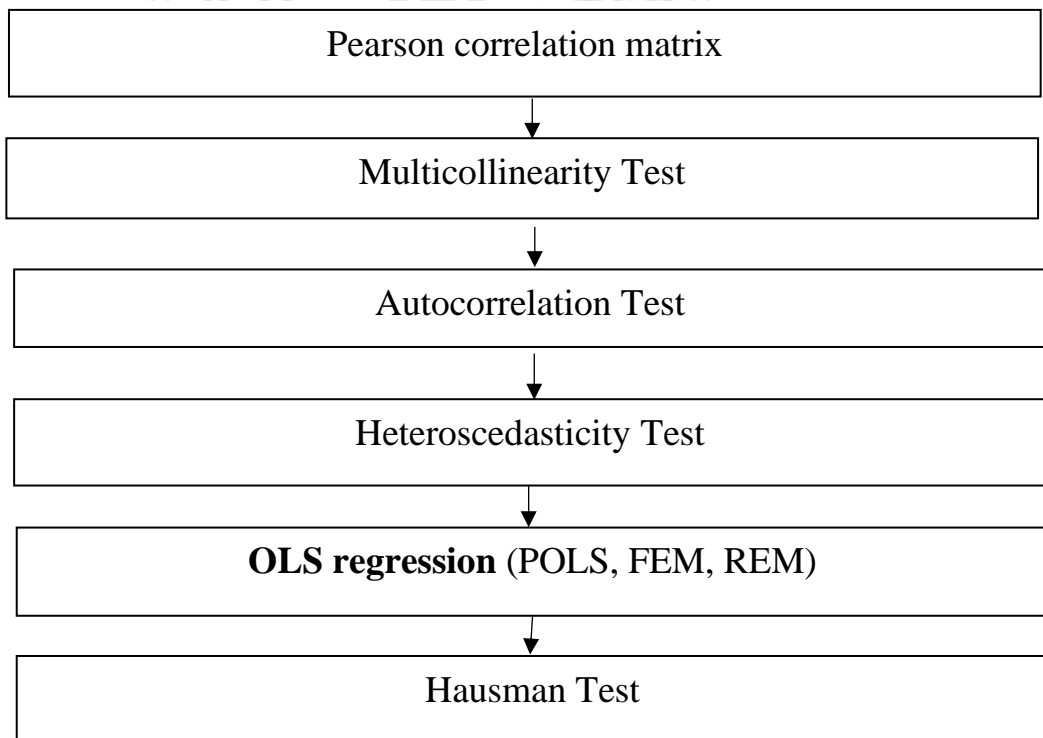 Pearson correlation matrix
Multicollinearity Test
Autocorrelation Test
Heteroscedasticity Test
OLS regression (POLS, FEM, REM)
Hausman Test